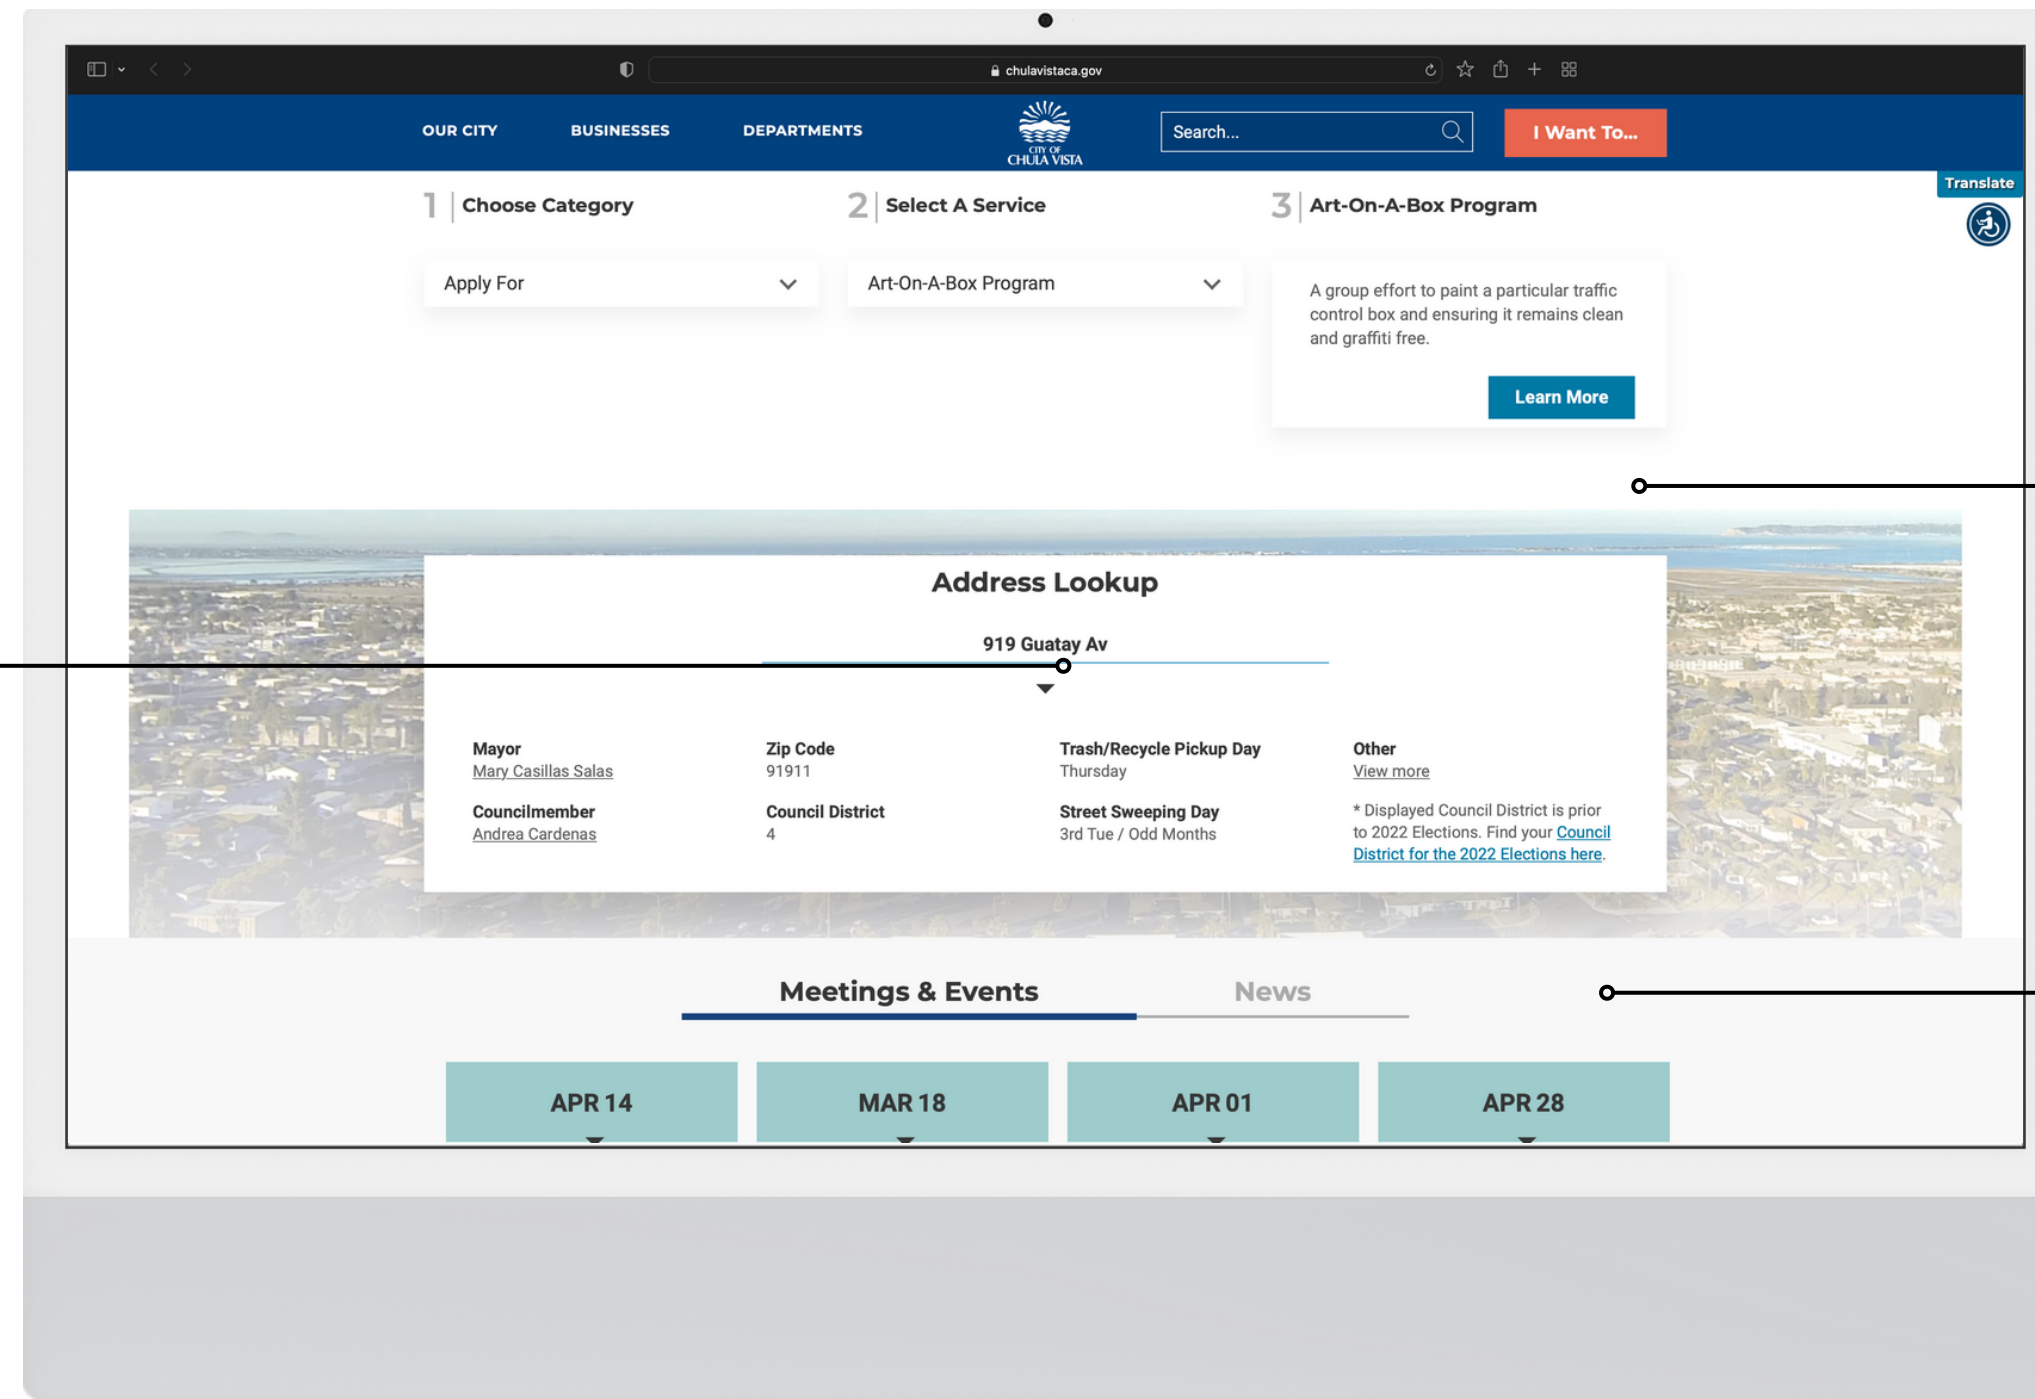 chulavistaca.gov
OUR CITY
BUSINESSES
DEPARTMENTS
CITY OF
CHULA VISTA
Search...
I Want To...
Translate
1 Choose Category
2 Select A Service
3 Art-On-A-Box Program
Apply For
Art-On-A-Box Program
A group effort to paint a particular traffic
control box and ensuring it remains clean
and graffiti free.
Learn More
Address Lookup
919 Guatay Av
Mayor
Mary Casillas Salas
Councilmember
Andrea Cardenas
Zip Code
91911
Council District
4
Trash/Recycle Pickup Day
Thursday
Street Sweeping Day
3rd Tue / Odd Months
Other
View more
* Displayed Council District is prior
to 2022 Elections. Find your Council
District for the 2022 Elections here.
Meetings & Events
News
APR 14
MAR 18
APR 01
APR 28